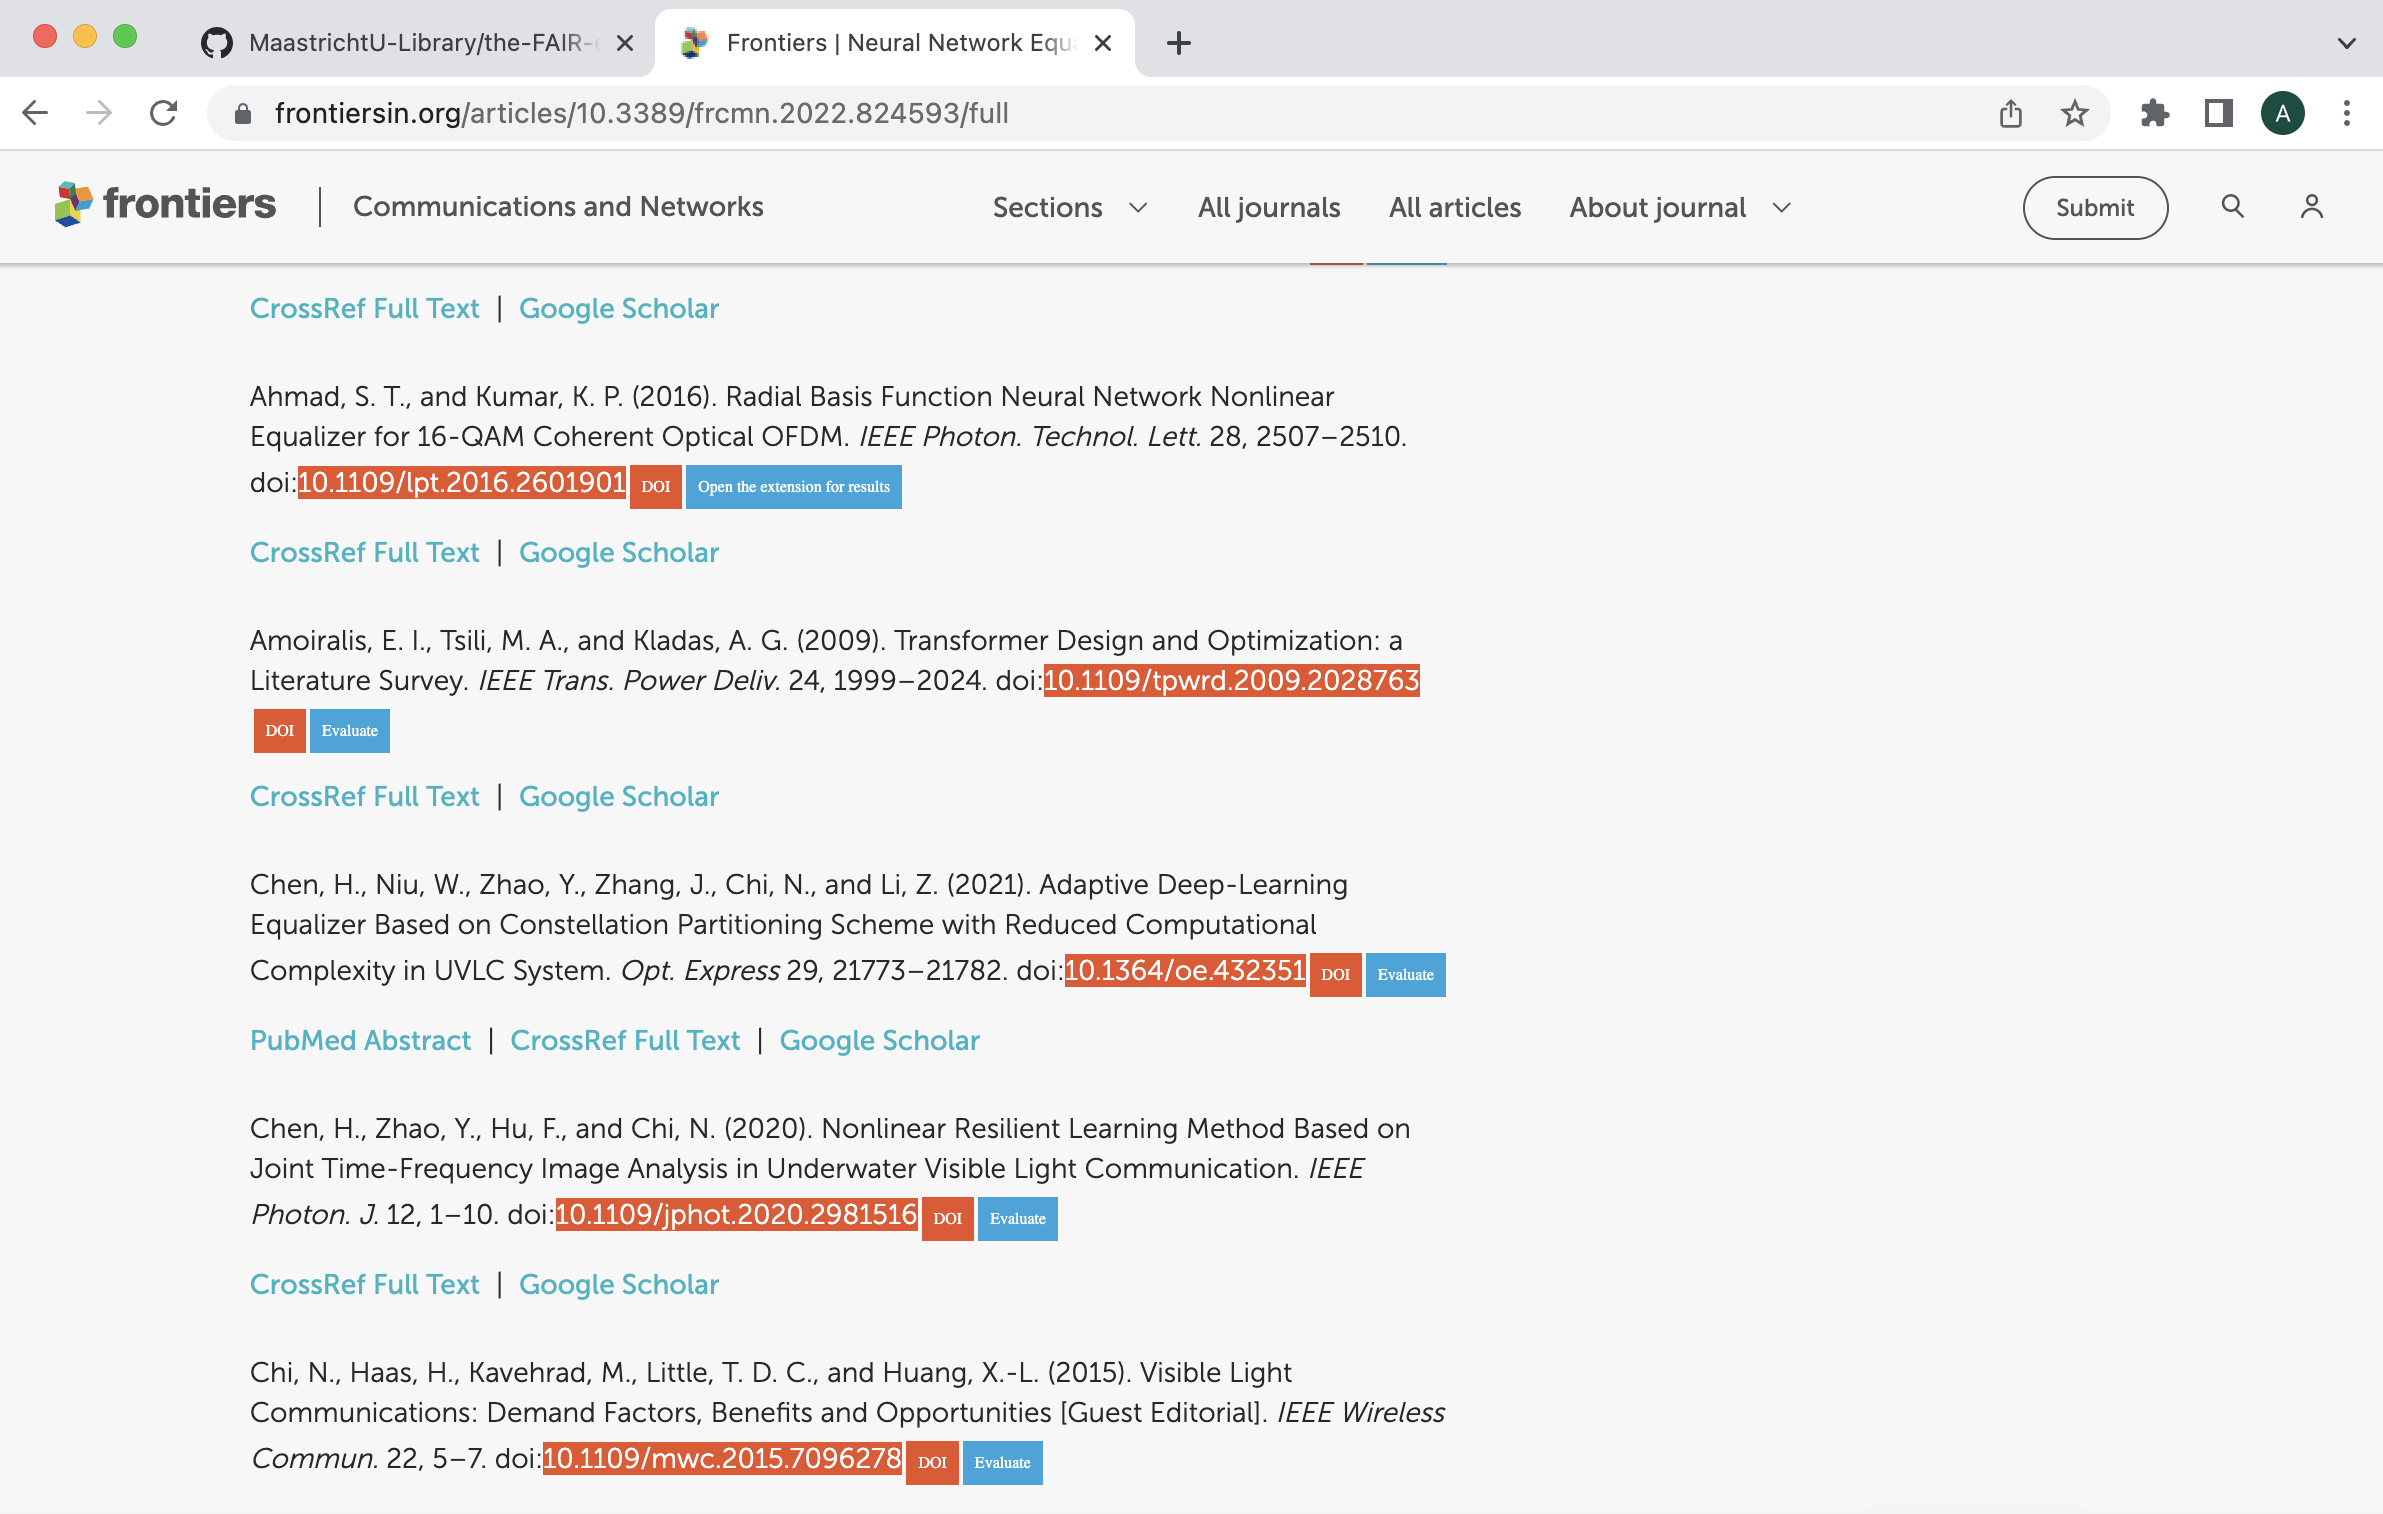 MaastrichtU-Library/the-FAIR-
Frontiers | Neural Network Equ
frontiersin.org/articles/10.3389/frcmn.2022.824593/full
A
frontiers
Communications and Networks
Sections
All journals
All articles
About journal
Submit
CrossRef Full Text | Google Scholar
Ahmad, S. T., and Kumar, K. P. (2016). Radial Basis Function Neural Network Nonlinear
Equalizer for 16-QAM Coherent Optical OFDM. IEEE Photon. Technol. Lett. 28, 2507–2510.
doi:10.1109/lpt.2016.2601901 DOI Open the extension for results
CrossRef Full Text | Google Scholar
Amoiralis, E. I., Tsili, M. A., and Kladas, A. G. (2009). Transformer Design and Optimization: a
Literature Survey. IEEE Trans. Power Deliv. 24, 1999–2024. doi:10.1109/tpwrd.2009.2028763
DOI Evaluate
CrossRef Full Text | Google Scholar
Chen, H., Niu, W., Zhao, Y., Zhang, J., Chi, N., and Li, Z. (2021). Adaptive Deep-Learning
Equalizer Based on Constellation Partitioning Scheme with Reduced Computational
Complexity in UVLC System. Opt. Express 29, 21773–21782. doi:10.1364/oe.432351 DOI Evaluate
PubMed Abstract | CrossRef Full Text | Google Scholar
Chen, H., Zhao, Y., Hu, F., and Chi, N. (2020). Nonlinear Resilient Learning Method Based on
Joint Time-Frequency Image Analysis in Underwater Visible Light Communication. IEEE
Photon. J. 12, 1–10. doi:10.1109/jphot.2020.2981516 DOI Evaluate
CrossRef Full Text | Google Scholar
Chi, N., Haas, H., Kavehrad, M., Little, T. D. C., and Huang, X.-L. (2015). Visible Light
Communications: Demand Factors, Benefits and Opportunities [Guest Editorial]. IEEE Wireless
Commun. 22, 5–7. doi:10.1109/mwc.2015.7096278 DOI Evaluate